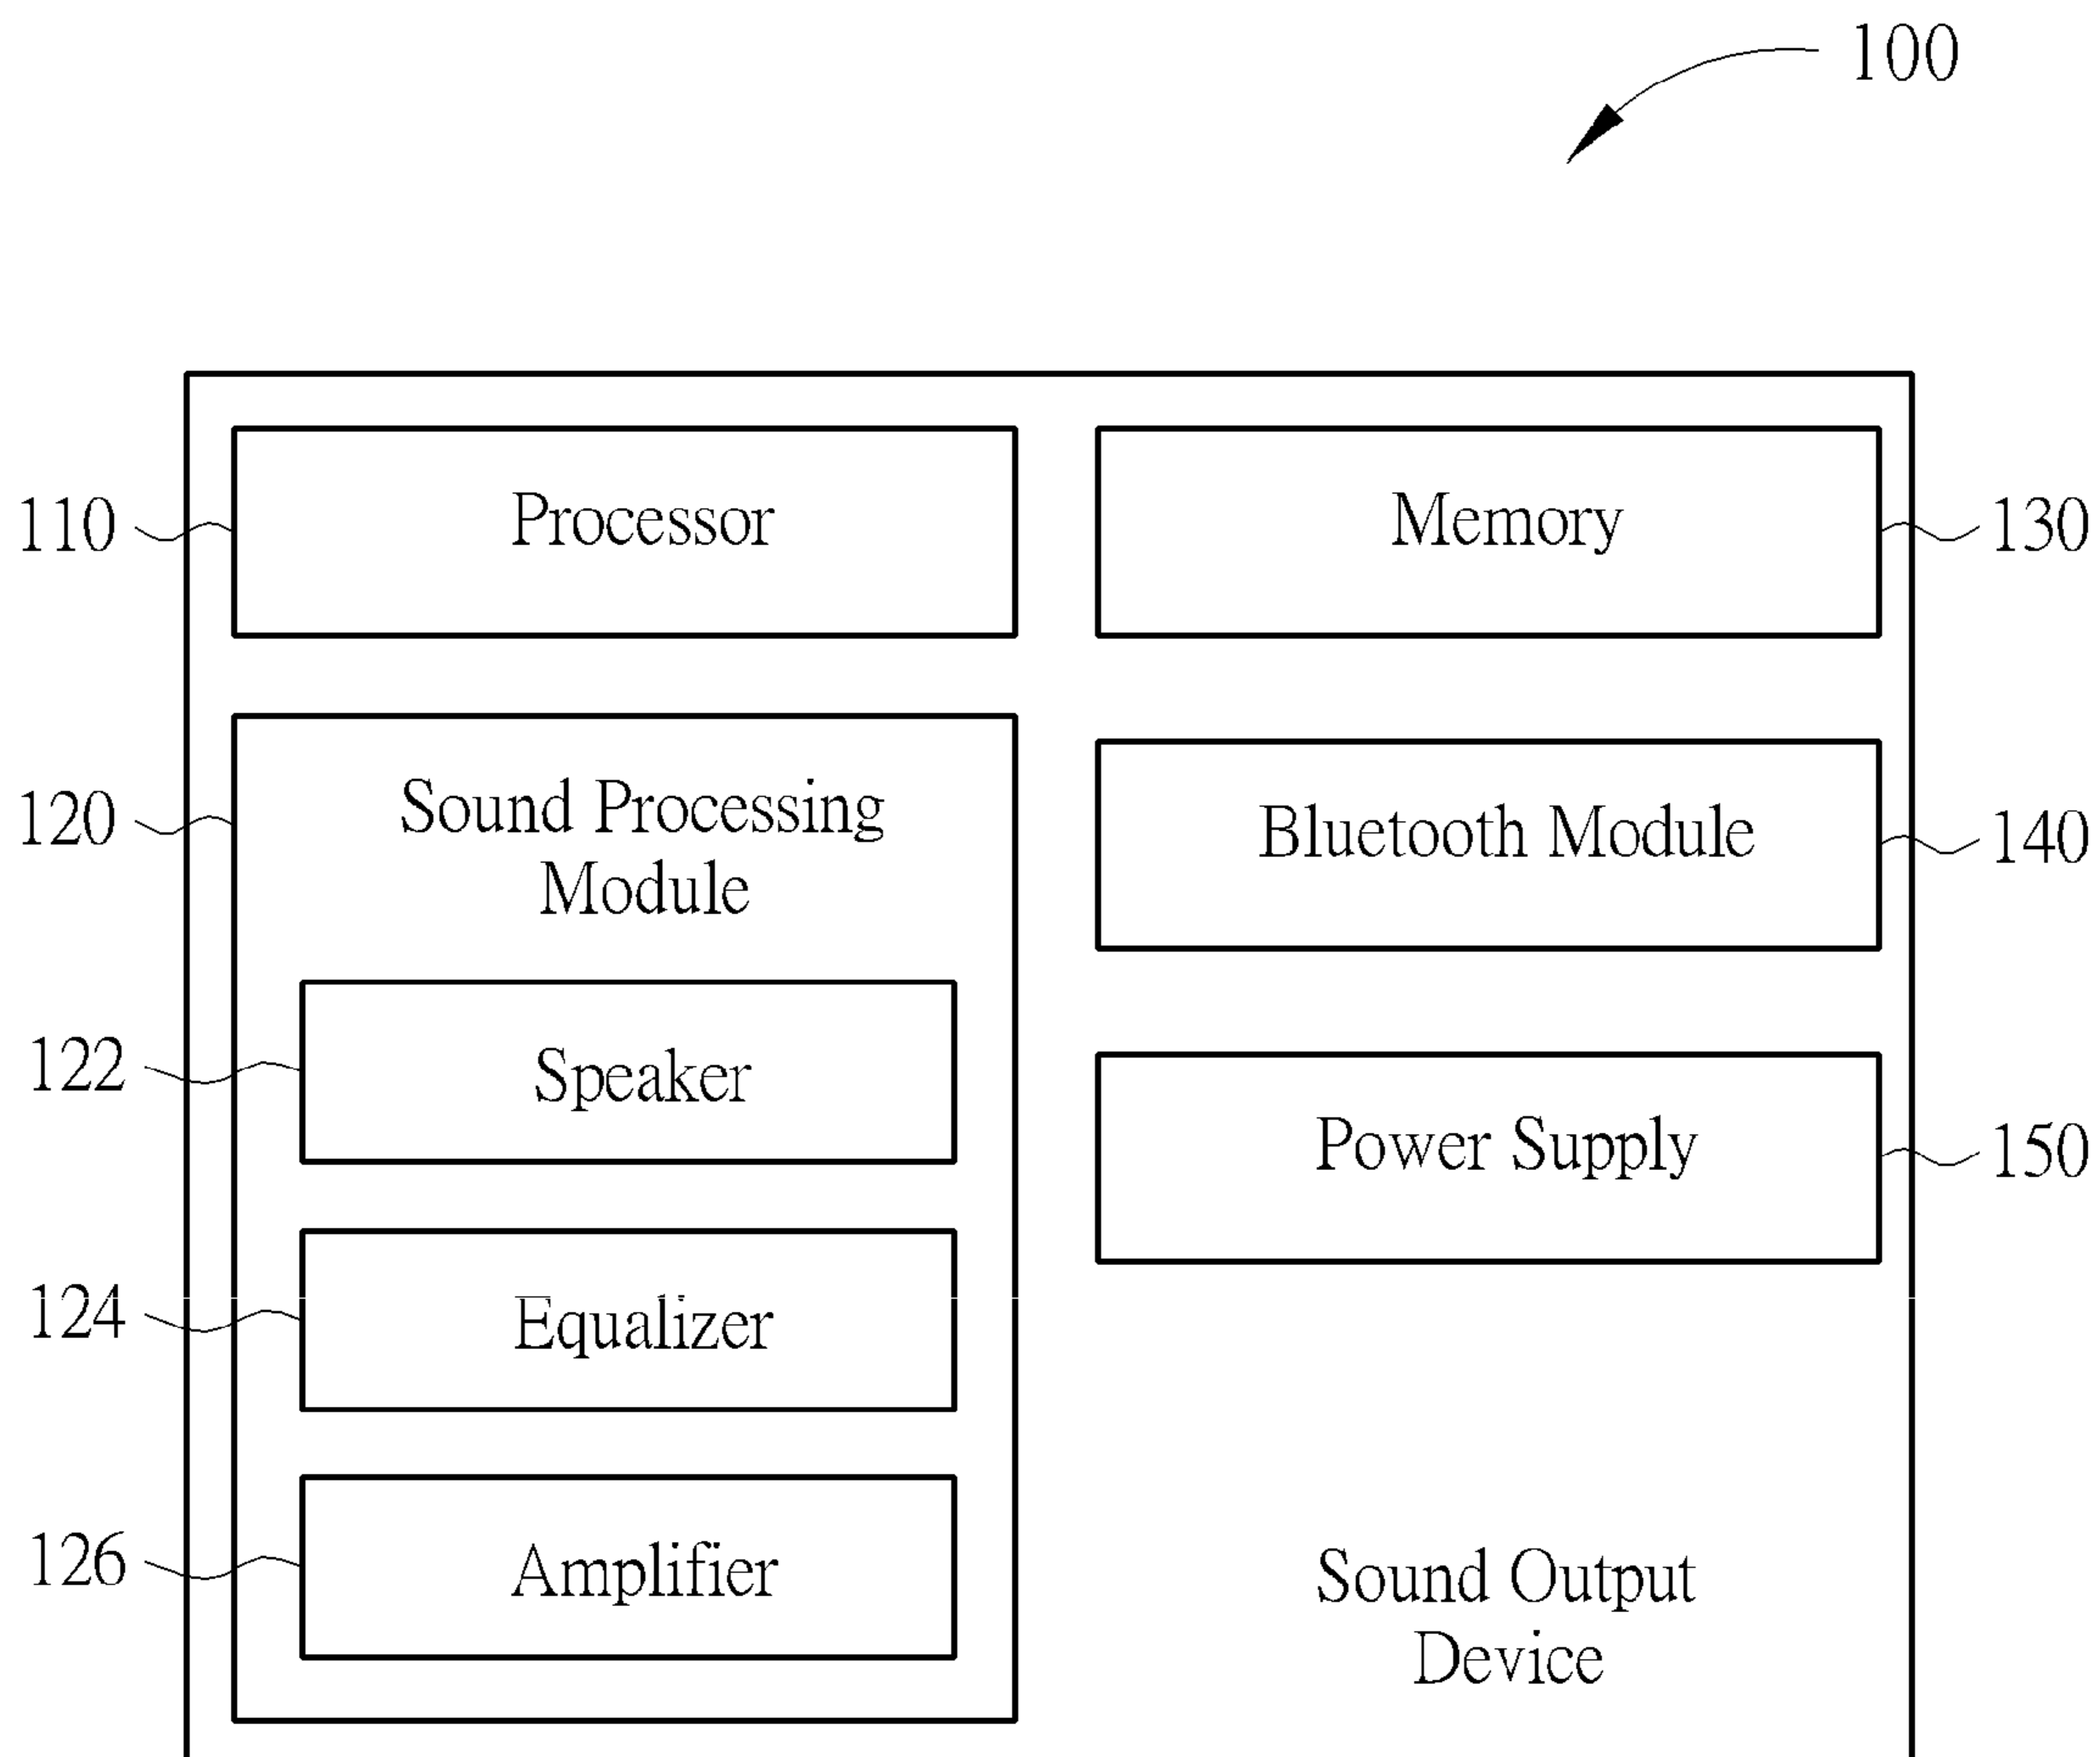 100
110
Processor
Memory
130
120
Sound Processing
Module
Bluetooth Module
140
122
Speaker
Power Supply
150
124
Equalizer
126
Amplifier
Sound Output
Device